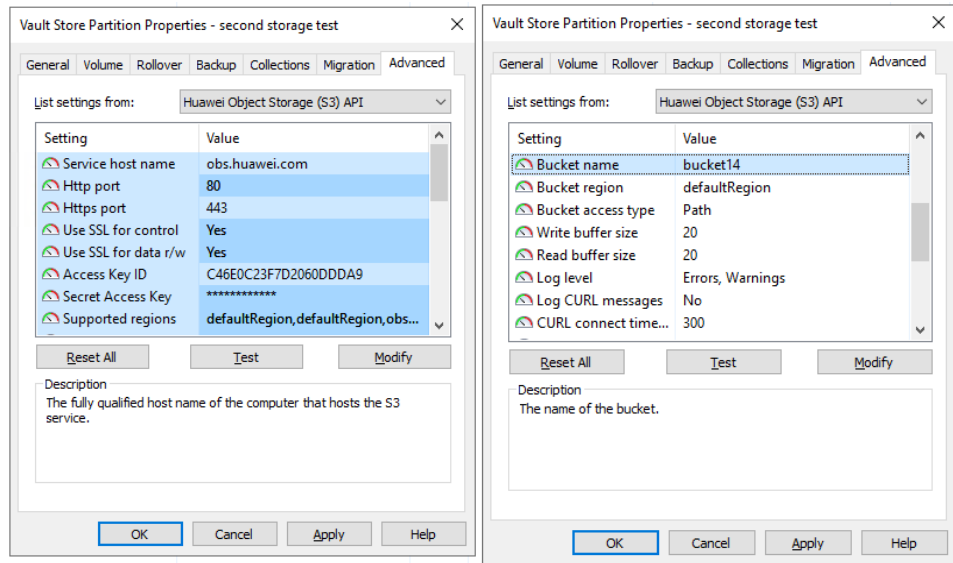 Vault Store Partition Properties - second storage test
General Volume Rollover Backup Collections Migration Advanced
List settings from: Huawei Object Storage (S3) API
Setting Value
Service host name obs.huawei.com
Http port 80
Https port 443
Use SSL for control Yes
Use SSL for data r/w Yes
Access Key ID C46E0C23F7D2060DDDA9
Secret Access Key ************
Supported regions defaultRegion,defaultRegion,obs...
Reset All Test Modify
Description
The fully qualified host name of the computer that hosts the S3
service.
OK Cancel Apply Help
Vault Store Partition Properties - second storage test
General Volume Rollover Backup Collections Migration Advanced
List settings from: Huawei Object Storage (S3) API
Setting Value
Bucket name bucket14
Bucket region defaultRegion
Bucket access type Path
Write buffer size 20
Read buffer size 20
Log level Errors, Warnings
Log CURL messages No
CURL connect time... 300
Reset All Test Modify
Description
The name of the bucket.
OK Cancel Apply Help